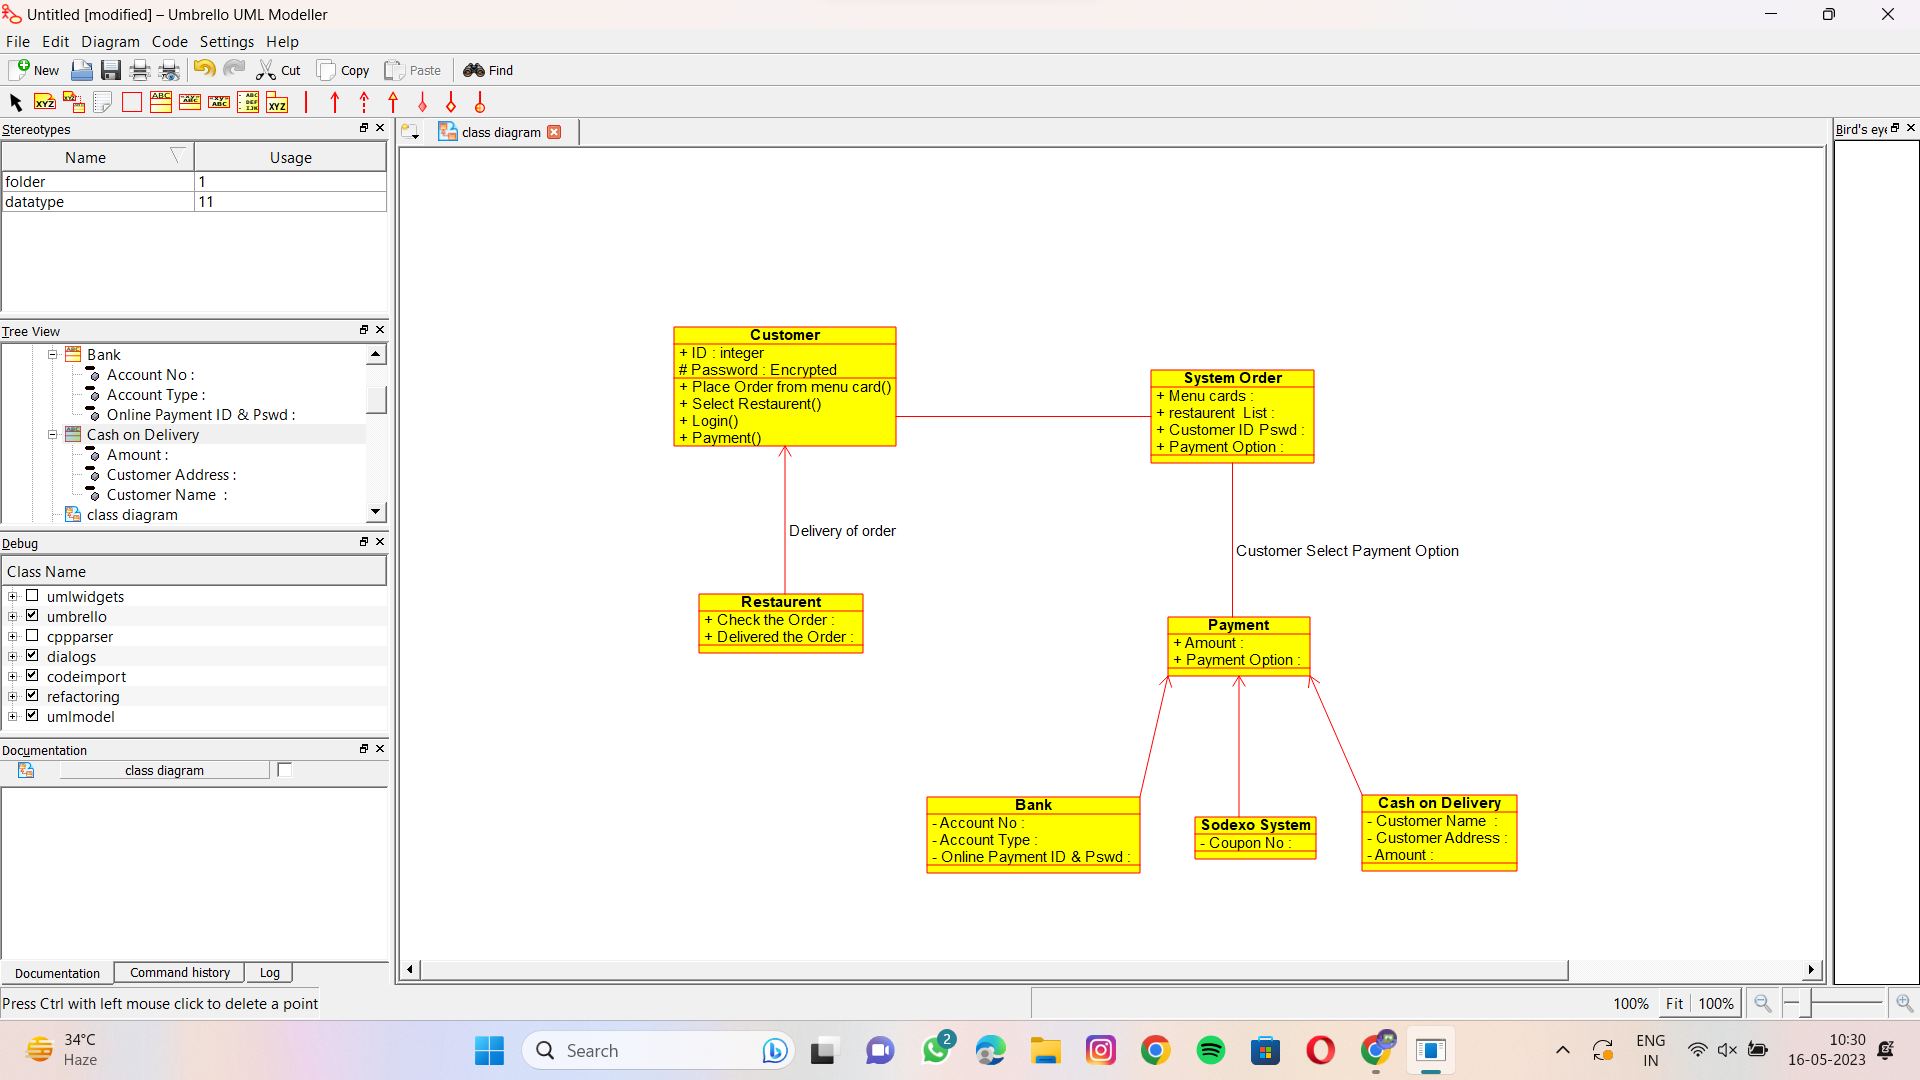 Untitled [modified] – Umbrello UML Modeller
File Edit Diagram Code Settings Help
New Cut Copy Paste Find
Stereotypes
Name Usage
folder 1
datatype 11
Tree View
Bank
Account No :
Account Type :
Online Payment ID & Pswd :
Cash on Delivery
Amount :
Customer Address :
Customer Name :
class diagram
Debug
Class Name
umlwidgets
umbrello
cppparser
dialogs
codeimport
refactoring
umlmodel
Documentation
class diagram
Documentation Command history Log
Press Ctrl with left mouse click to delete a point
class diagram
Customer
+ ID : integer
# Password : Encrypted
+ Place Order from menu card()
+ Select Restaurent()
+ Login()
+ Payment()
System Order
+ Menu cards :
+ restaurent List :
+ Customer ID Pswd :
+ Payment Option :
Delivery of order
Customer Select Payment Option
Restaurent
+ Check the Order :
+ Delivered the Order :
Payment
+ Amount :
+ Payment Option :
Bank
- Account No :
- Account Type :
- Online Payment ID & Pswd :
Sodexo System
- Coupon No :
Cash on Delivery
- Customer Name :
- Customer Address :
- Amount :
Bird's eye
100% Fit 100%
34°C
Haze
Search
2
ENG
IN
10:30
16-05-2023